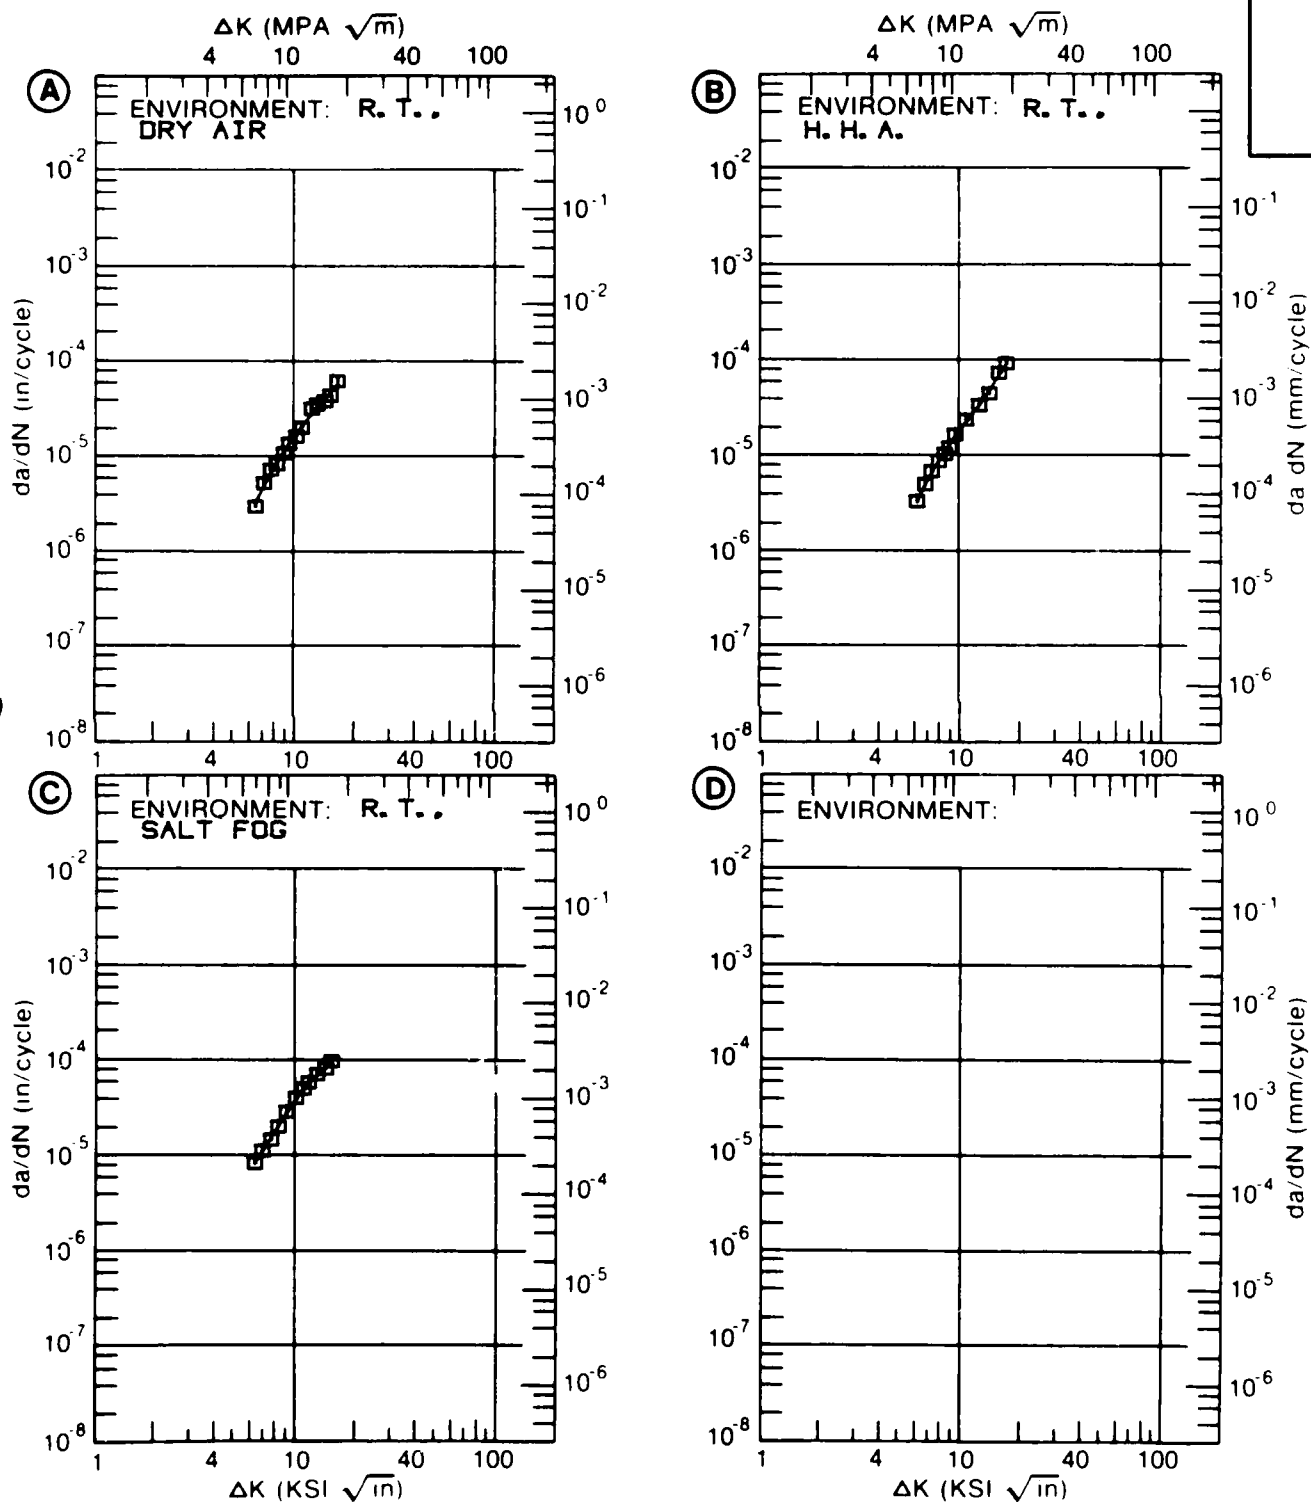 ΔK (MPA √m)
4 10 40 100
A
ENVIRONMENT: R. T.,
DRY AIR
10^0
10^-2
10^-1
10^-3
10^-2
10^-4
10^-3
10^-5
10^-4
10^-6
10^-5
10^-7
10^-6
10^-8
da/dN (in/cycle)
1 4 10 40 100
ΔK (MPA √m)
4 10 40 100
B
ENVIRONMENT: R. T.,
H. H. A.
10^-2
10^-1
10^-3
10^-2
10^-4
10^-3
10^-5
10^-4
10^-6
10^-5
10^-7
10^-6
10^-8
da dN (mm/cycle)
1 4 10 40 100
C
ENVIRONMENT: R. T.,
SALT FOG
10^0
10^-2
10^-1
10^-3
10^-2
10^-4
10^-3
10^-5
10^-4
10^-6
10^-5
10^-7
10^-6
10^-8
da/dN (in/cycle)
1 4 10 40 100
ΔK (KSI √in)
D
ENVIRONMENT:
10^0
10^-2
10^-1
10^-3
10^-2
10^-4
10^-3
10^-5
10^-4
10^-6
10^-5
10^-7
10^-6
10^-8
da/dN (mm/cycle)
1 4 10 40 100
ΔK (KSI √in)